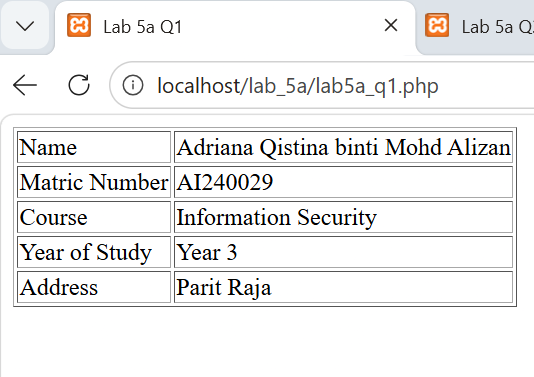 Lab 5a Q1
Lab 5a Q
localhost/lab_5a/lab5a_q1.php
Name Adriana Qistina binti Mohd Alizan
Matric Number AI240029
Course Information Security
Year of Study Year 3
Address Parit Raja